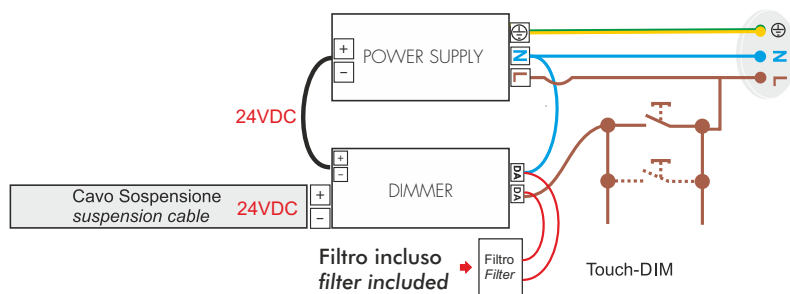 POWER SUPPLY
+
−
N
L
N
L
24VDC
+
−
DIMMER
DA
DA
Cavo Sospensione
suspension cable
24VDC
+
−
Filtro incluso
filter included
Filtro
Filter
Touch-DIM